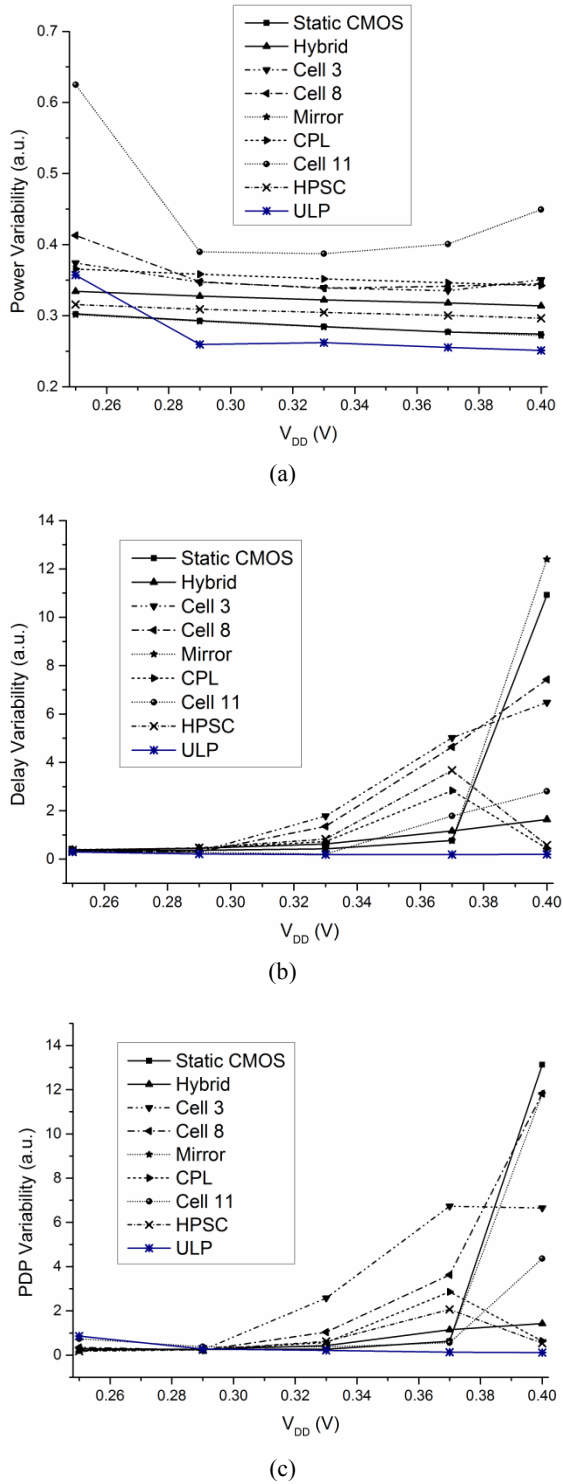 0.7
0.6
0.5
0.4
0.3
0.2
Power Variability (a.u.)
Static CMOS
Hybrid
Cell 3
Cell 8
Mirror
CPL
Cell 11
HPSC
ULP
0.26 0.28 0.30 0.32 0.34 0.36 0.38 0.40
V_DD (V)
(a)
14
12
10
8
6
4
2
0
Delay Variability (a.u.)
Static CMOS
Hybrid
Cell 3
Cell 8
Mirror
CPL
Cell 11
HPSC
ULP
0.26 0.28 0.30 0.32 0.34 0.36 0.38 0.40
V_DD (V)
(b)
14
12
10
8
6
4
2
0
PDP Variability (a.u.)
Static CMOS
Hybrid
Cell 3
Cell 8
Mirror
CPL
Cell 11
HPSC
ULP
0.26 0.28 0.30 0.32 0.34 0.36 0.38 0.40
V_DD (V)
(c)